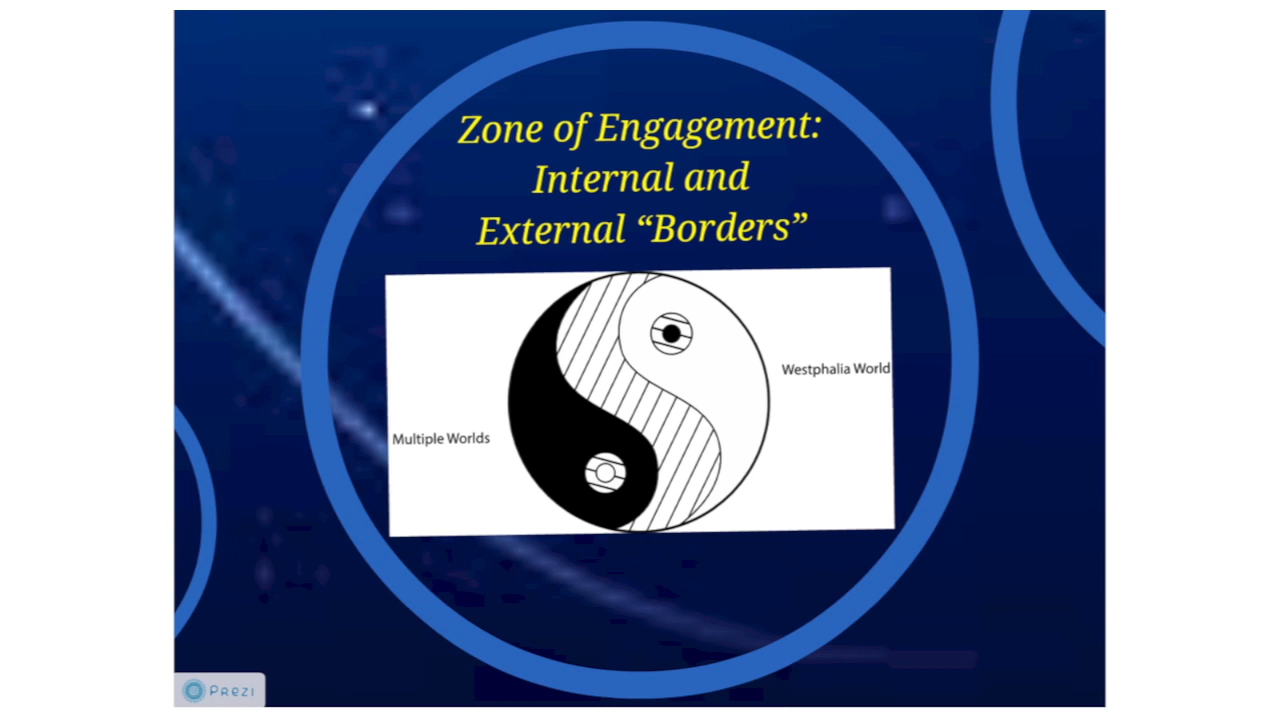 Zone of Engagement:
Internal and
External “Borders”
Westphalia World
Multiple Worlds
PREZI